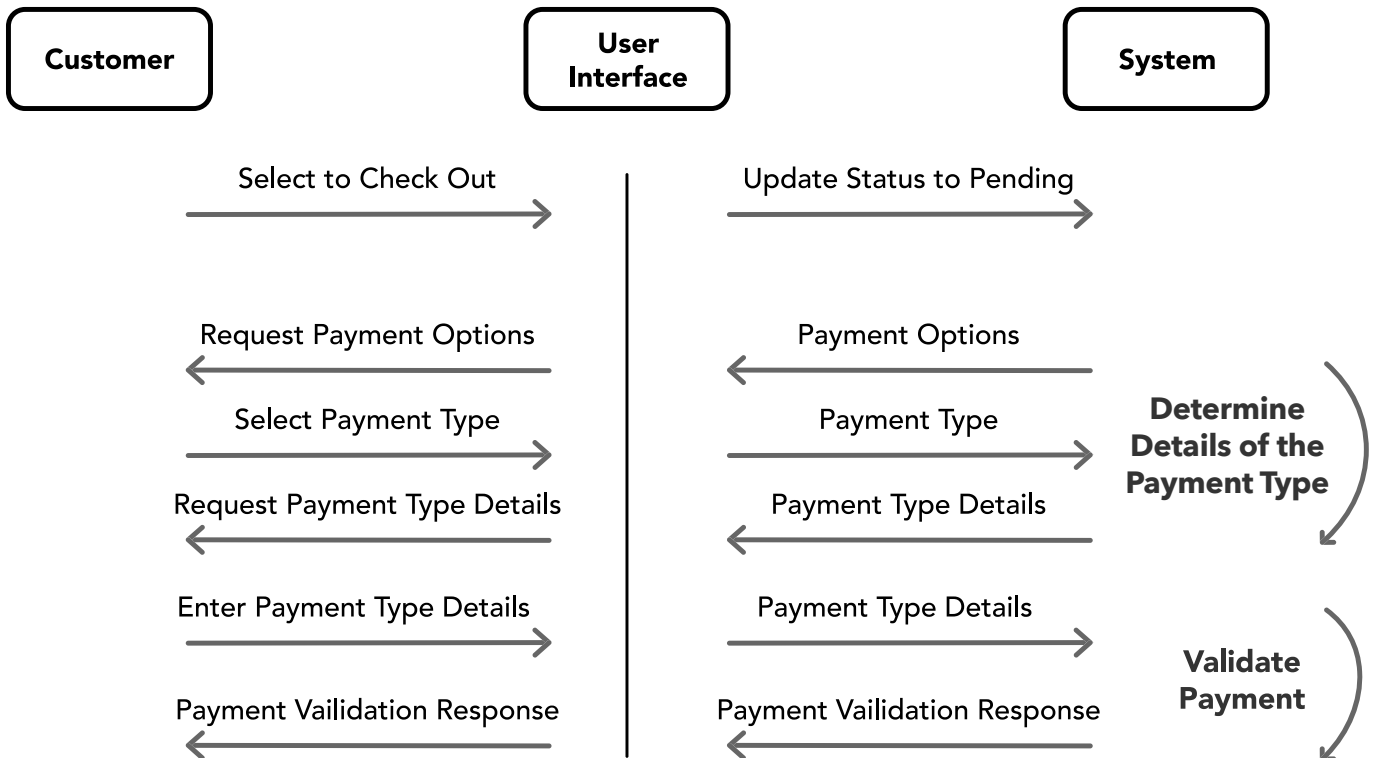 Customer
User
Interface
System
Select to Check Out
Update Status to Pending
Request Payment Options
Payment Options
Select Payment Type
Payment Type
Determine
Details of the
Payment Type
Request Payment Type Details
Payment Type Details
Enter Payment Type Details
Payment Type Details
Validate
Payment
Payment Vailidation Response
Payment Vailidation Response